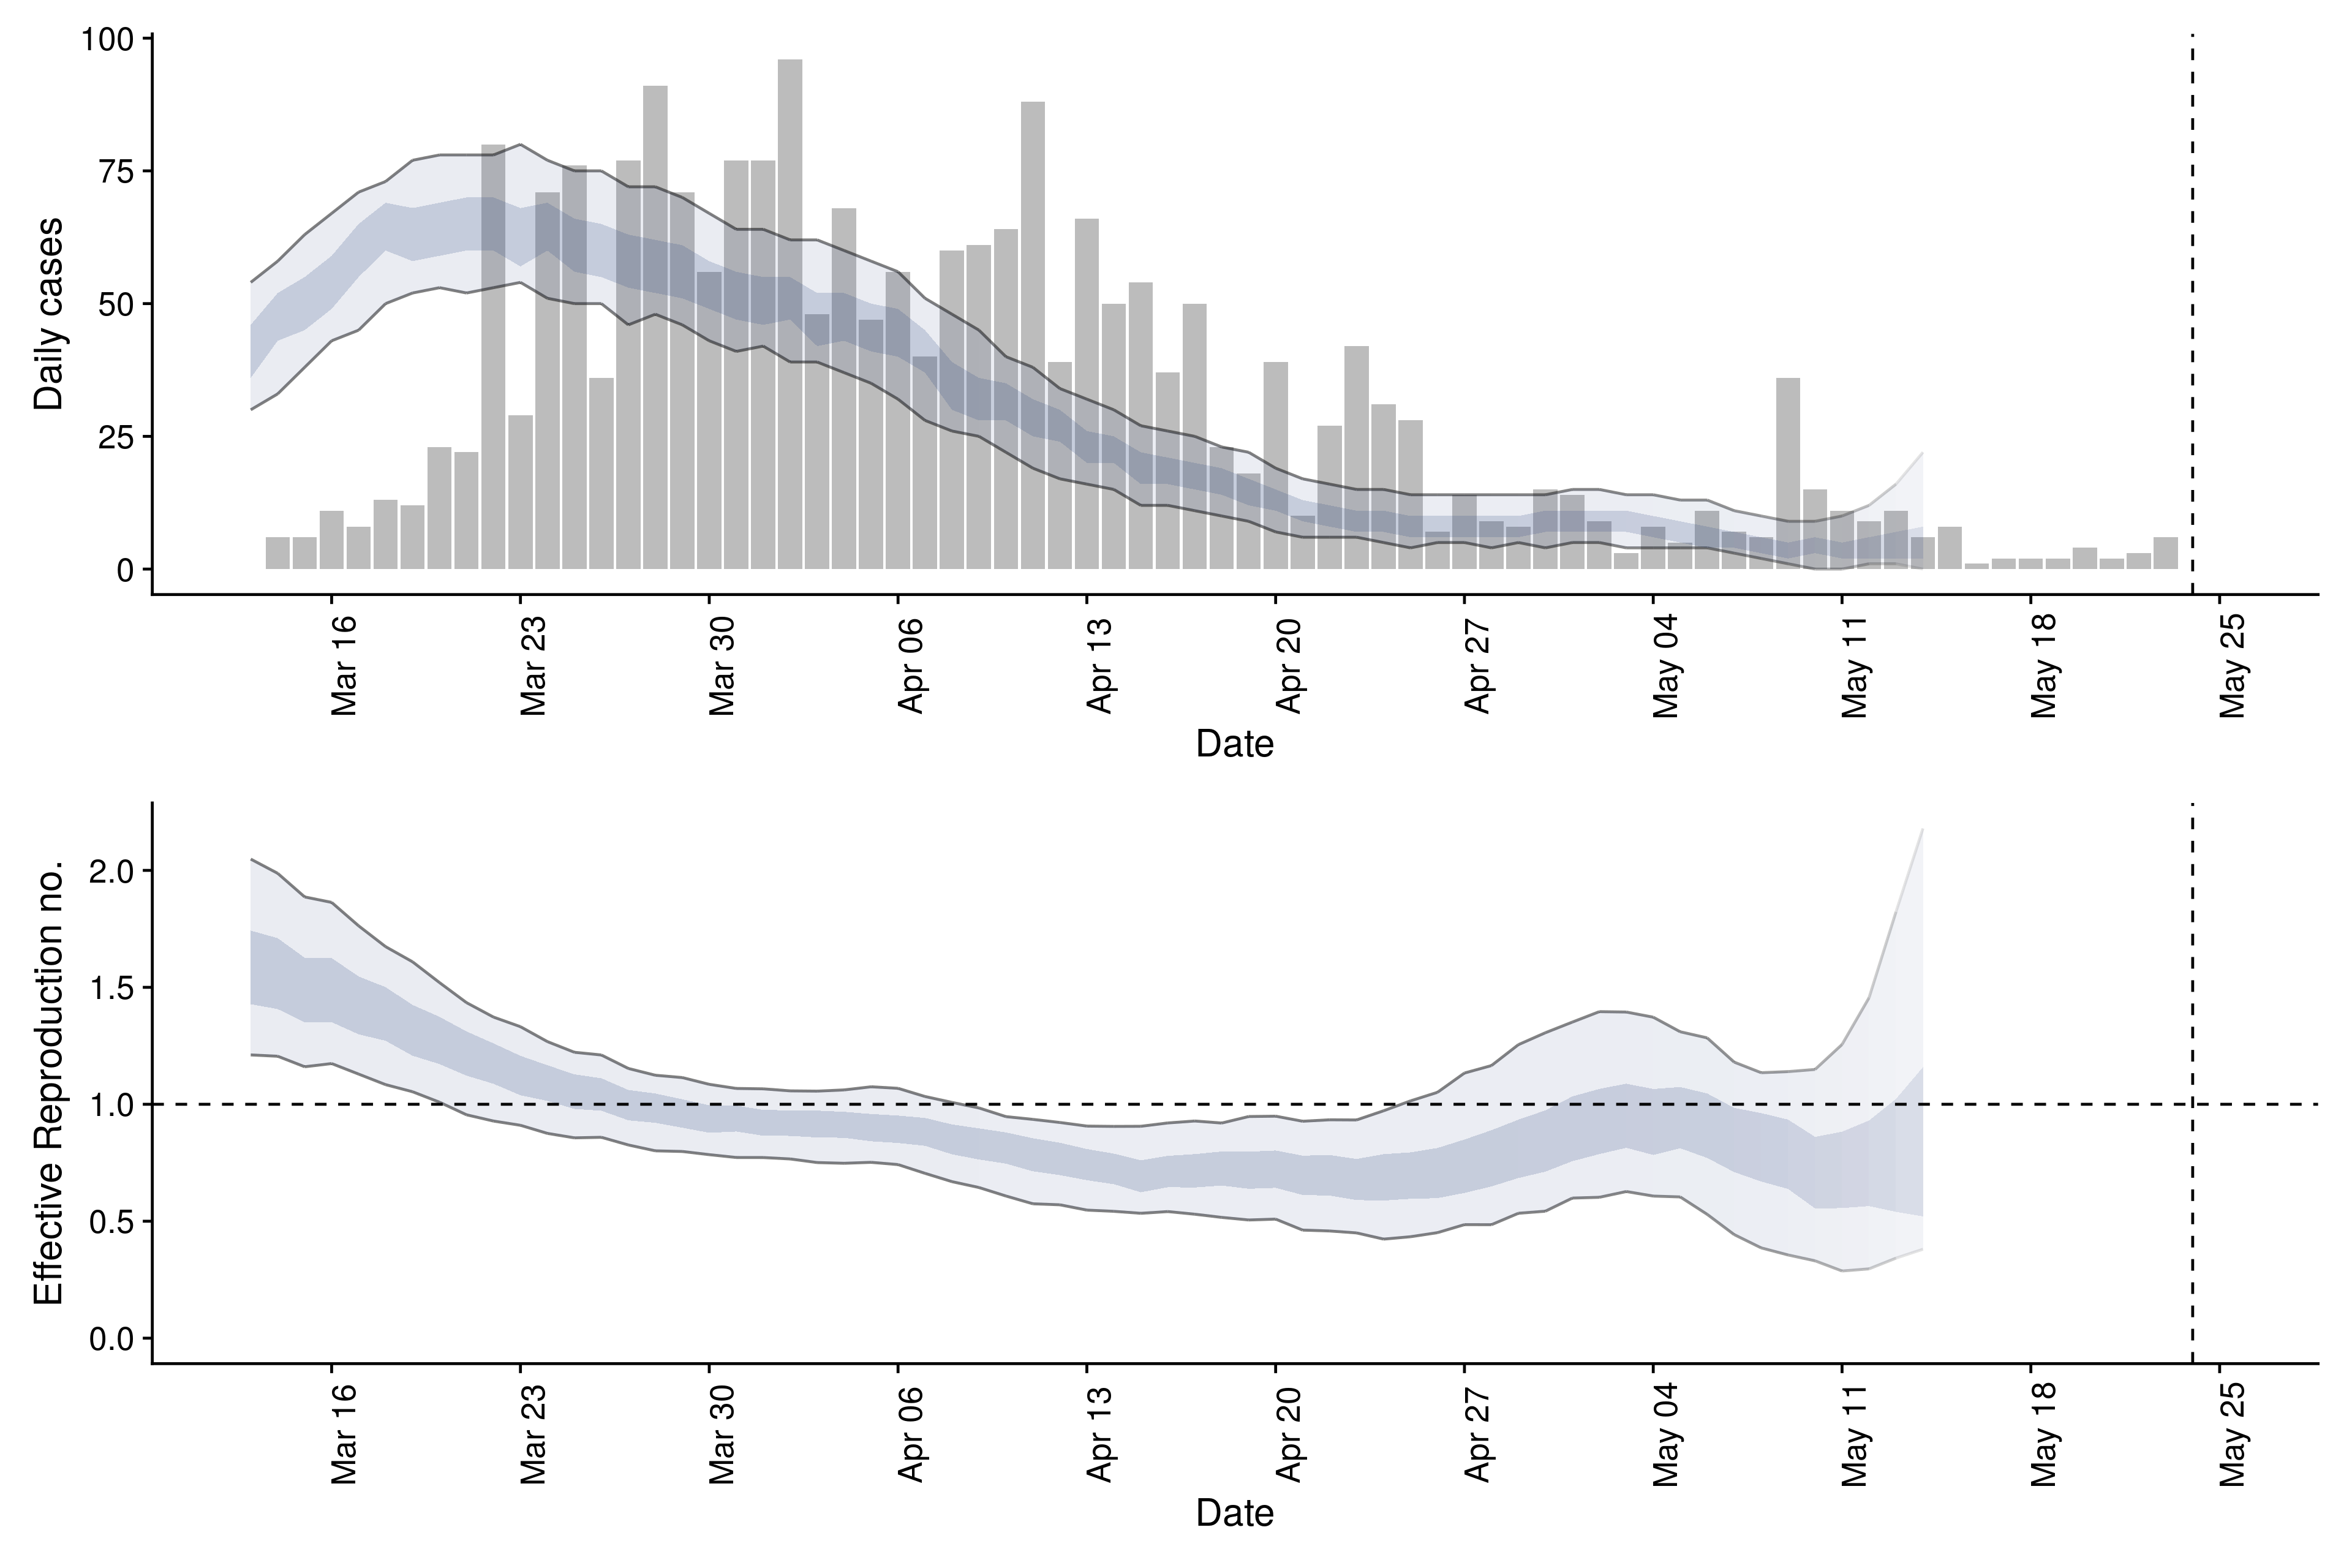 Daily cases
100
75
50
25
0
Mar 16
Mar 23
Mar 30
Apr 06
Apr 13
Apr 20
Apr 27
May 04
May 11
May 18
May 25
Date
Effective Reproduction no.
2.0
1.5
1.0
0.5
0.0
Mar 16
Mar 23
Mar 30
Apr 06
Apr 13
Apr 20
Apr 27
May 04
May 11
May 18
May 25
Date